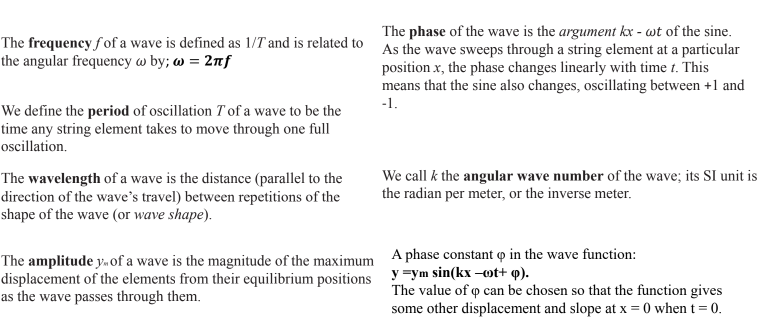 The frequency f of a wave is defined as 1/T and is related to
the angular frequency ω by; ω = 2πf
We define the period of oscillation T of a wave to be the
time any string element takes to move through one full
oscillation.
The wavelength of a wave is the distance (parallel to the
direction of the wave's travel) between repetitions of the
shape of the wave (or wave shape).
The amplitude yₘ of a wave is the magnitude of the maximum
displacement of the elements from their equilibrium positions
as the wave passes through them.
The phase of the wave is the argument kx - ωt of the sine.
As the wave sweeps through a string element at a particular
position x, the phase changes linearly with time t. This
means that the sine also changes, oscillating between +1 and
-1.
We call k the angular wave number of the wave; its SI unit is
the radian per meter, or the inverse meter.
A phase constant φ in the wave function:
y =ym sin(kx –ωt+ φ).
The value of φ can be chosen so that the function gives
some other displacement and slope at x = 0 when t = 0.